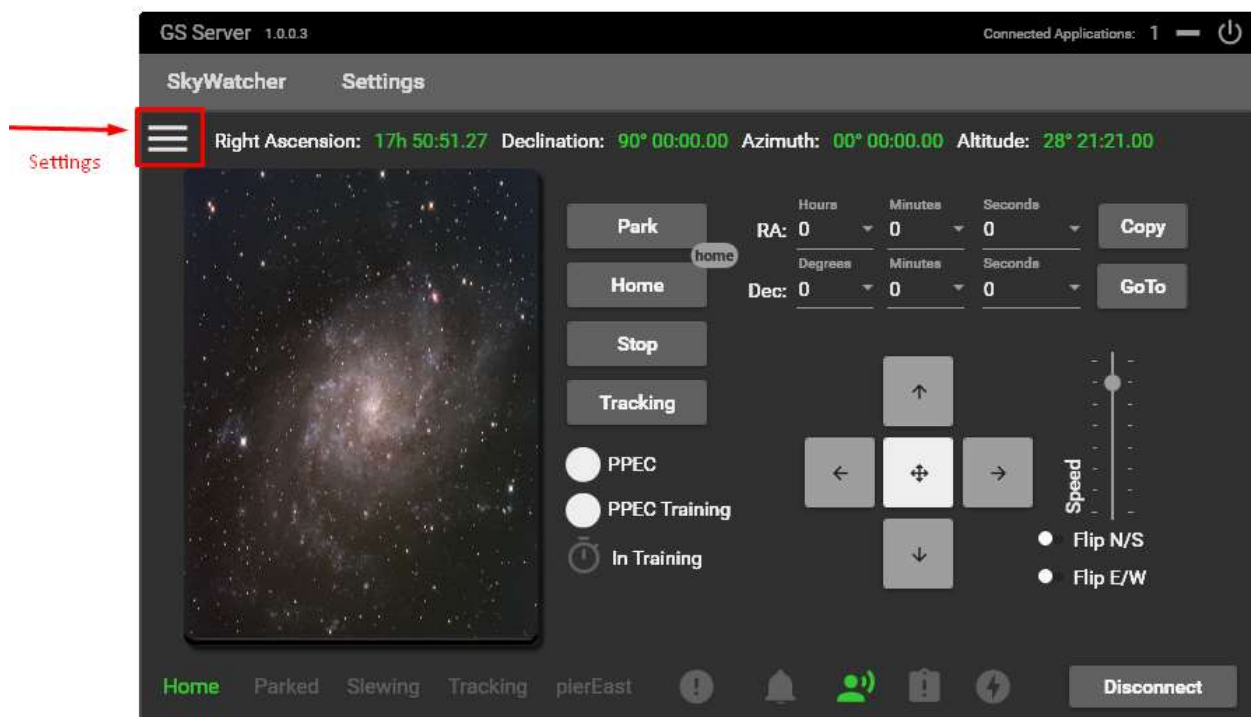 GS Server 1.0.0.3 Connected Applications: 1
SkyWatcher Settings
Settings
Right Ascension: 17h 50:51.27 Declination: 90° 00:00.00 Azimuth: 00° 00:00.00 Altitude: 28° 21:21.00
Hours Minutes Seconds
Park RA: 0 0 0 Copy
home
Degrees Minutes Seconds
Home Dec: 0 0 0 GoTo
Stop
Tracking
PPEC
Speed
PPEC Training
Flip N/S
In Training
Flip E/W
Home Parked Slewing Tracking pierEast Disconnect